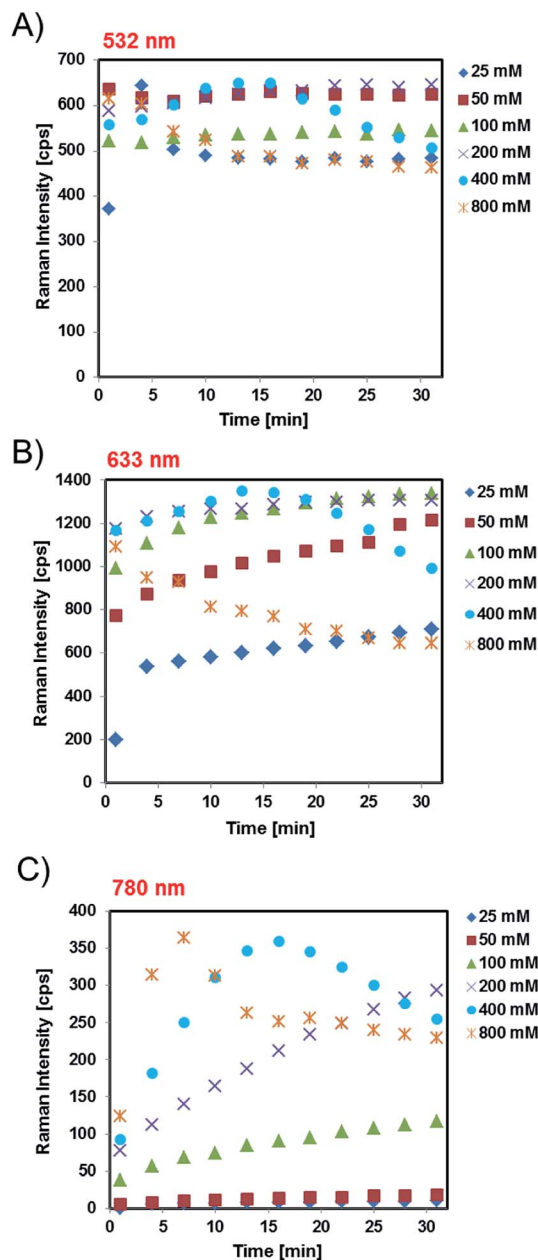 A)
532 nm
700
600
500
400
300
200
100
0
Raman Intensity [cps]
0 5 10 15 20 25 30
Time [min]
25 mM
50 mM
100 mM
200 mM
400 mM
800 mM
B)
633 nm
1400
1200
1000
800
600
400
200
0
Raman Intensity [cps]
0 5 10 15 20 25 30
Time [min]
25 mM
50 mM
100 mM
200 mM
400 mM
800 mM
C)
780 nm
400
350
300
250
200
150
100
50
0
Raman Intensity [cps]
0 5 10 15 20 25 30
Time [min]
25 mM
50 mM
100 mM
200 mM
400 mM
800 mM